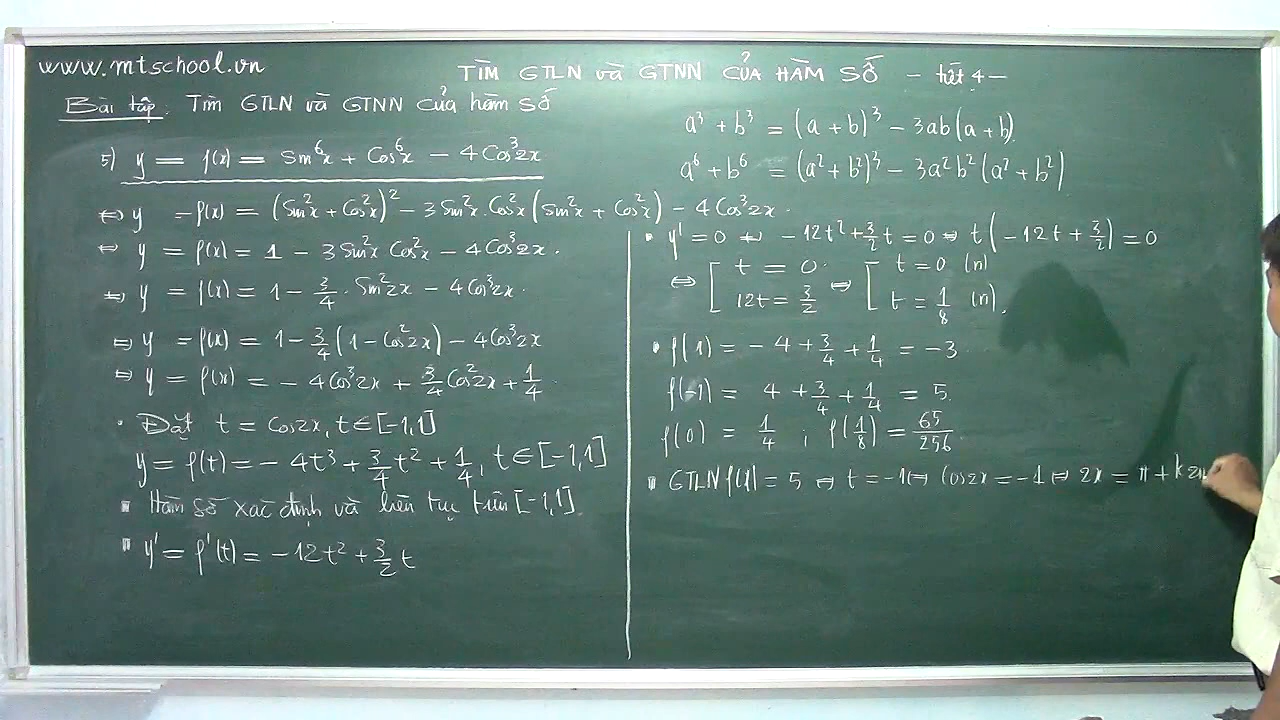 www.mtschool.vn
TÌM GTLN và GTNN CỦA HÀM SỐ - tiết 4 -
Bài tập: Tìm GTLN và GTNN của hàm số
5) y = f(x) = Sin⁶x + Cos⁶x - 4Cos³2x
⇔ y = f(x) = (Sin²x + Cos²x)² - 3Sin²x.Cos²x(Sin²x + Cos²x) - 4Cos³2x.
⇔ y = f(x) = 1 - 3Sin²x Cos²x - 4Cos³2x.
⇔ y = f(x) = 1 - 3/4 . Sin²2x - 4Cos³2x.
⇔ y = f(x) = 1 - 3/4(1 - Cos²2x) - 4Cos³2x
⇔ y = f(x) = - 4Cos³2x + 3/4 Cos²2x + 1/4.
• Đặt t = Cos2x, t ∈ [-1,1]
y = f(t) = - 4t³ + 3/4 t² + 1/4, t ∈ [-1,1]
• Hàm số xác định và liên tục trên [-1,1].
• y' = f'(t) = -12t² + 3/2 t
a³ + b³ = (a + b)³ - 3ab(a + b)
a⁶ + b⁶ = (a² + b²)³ - 3a²b²(a² + b²)
• y' = 0 ⇔ -12t² + 3/2 t = 0 ⇔ t(-12t + 3/2) = 0
⇔ [ t = 0 ⇔ [ t = 0 (n)
12t = 3/2 t = 1/8 (n).
• f(1) = - 4 + 3/4 + 1/4 = -3
f(-1) = 4 + 3/4 + 1/4 = 5.
f(0) = 1/4 ; f(1/8) = 65/256.
• GTLN f(x) = 5 ⇔ t = -1 ⇔ Cos2x = -1 ⇔ 2x = π + k2π